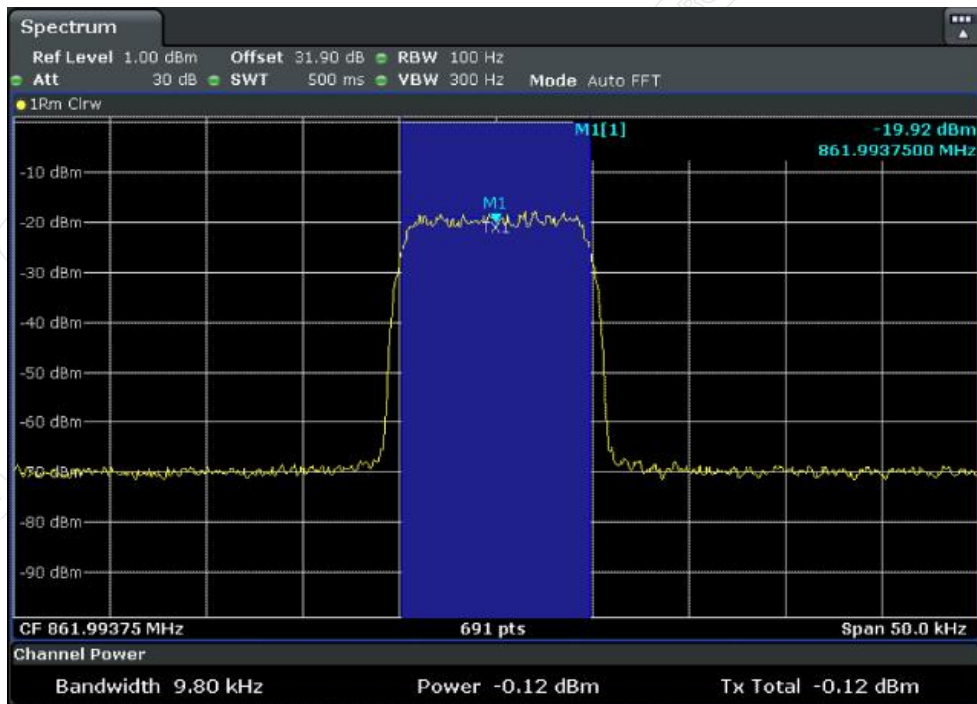 Spectrum
Ref Level 1.00 dBm Offset 31.90 dB RBW 100 Hz
Att 30 dB SWT 500 ms VBW 300 Hz Mode Auto FFT
1Rm Clrw
M1[1] -19.92 dBm
861.9937500 MHz
-10 dBm
M1
-20 dBm
TX1
-30 dBm
-40 dBm
-50 dBm
-60 dBm
-70 dBm
-80 dBm
-90 dBm
CF 861.99375 MHz 691 pts Span 50.0 kHz
Channel Power
Bandwidth 9.80 kHz Power -0.12 dBm Tx Total -0.12 dBm